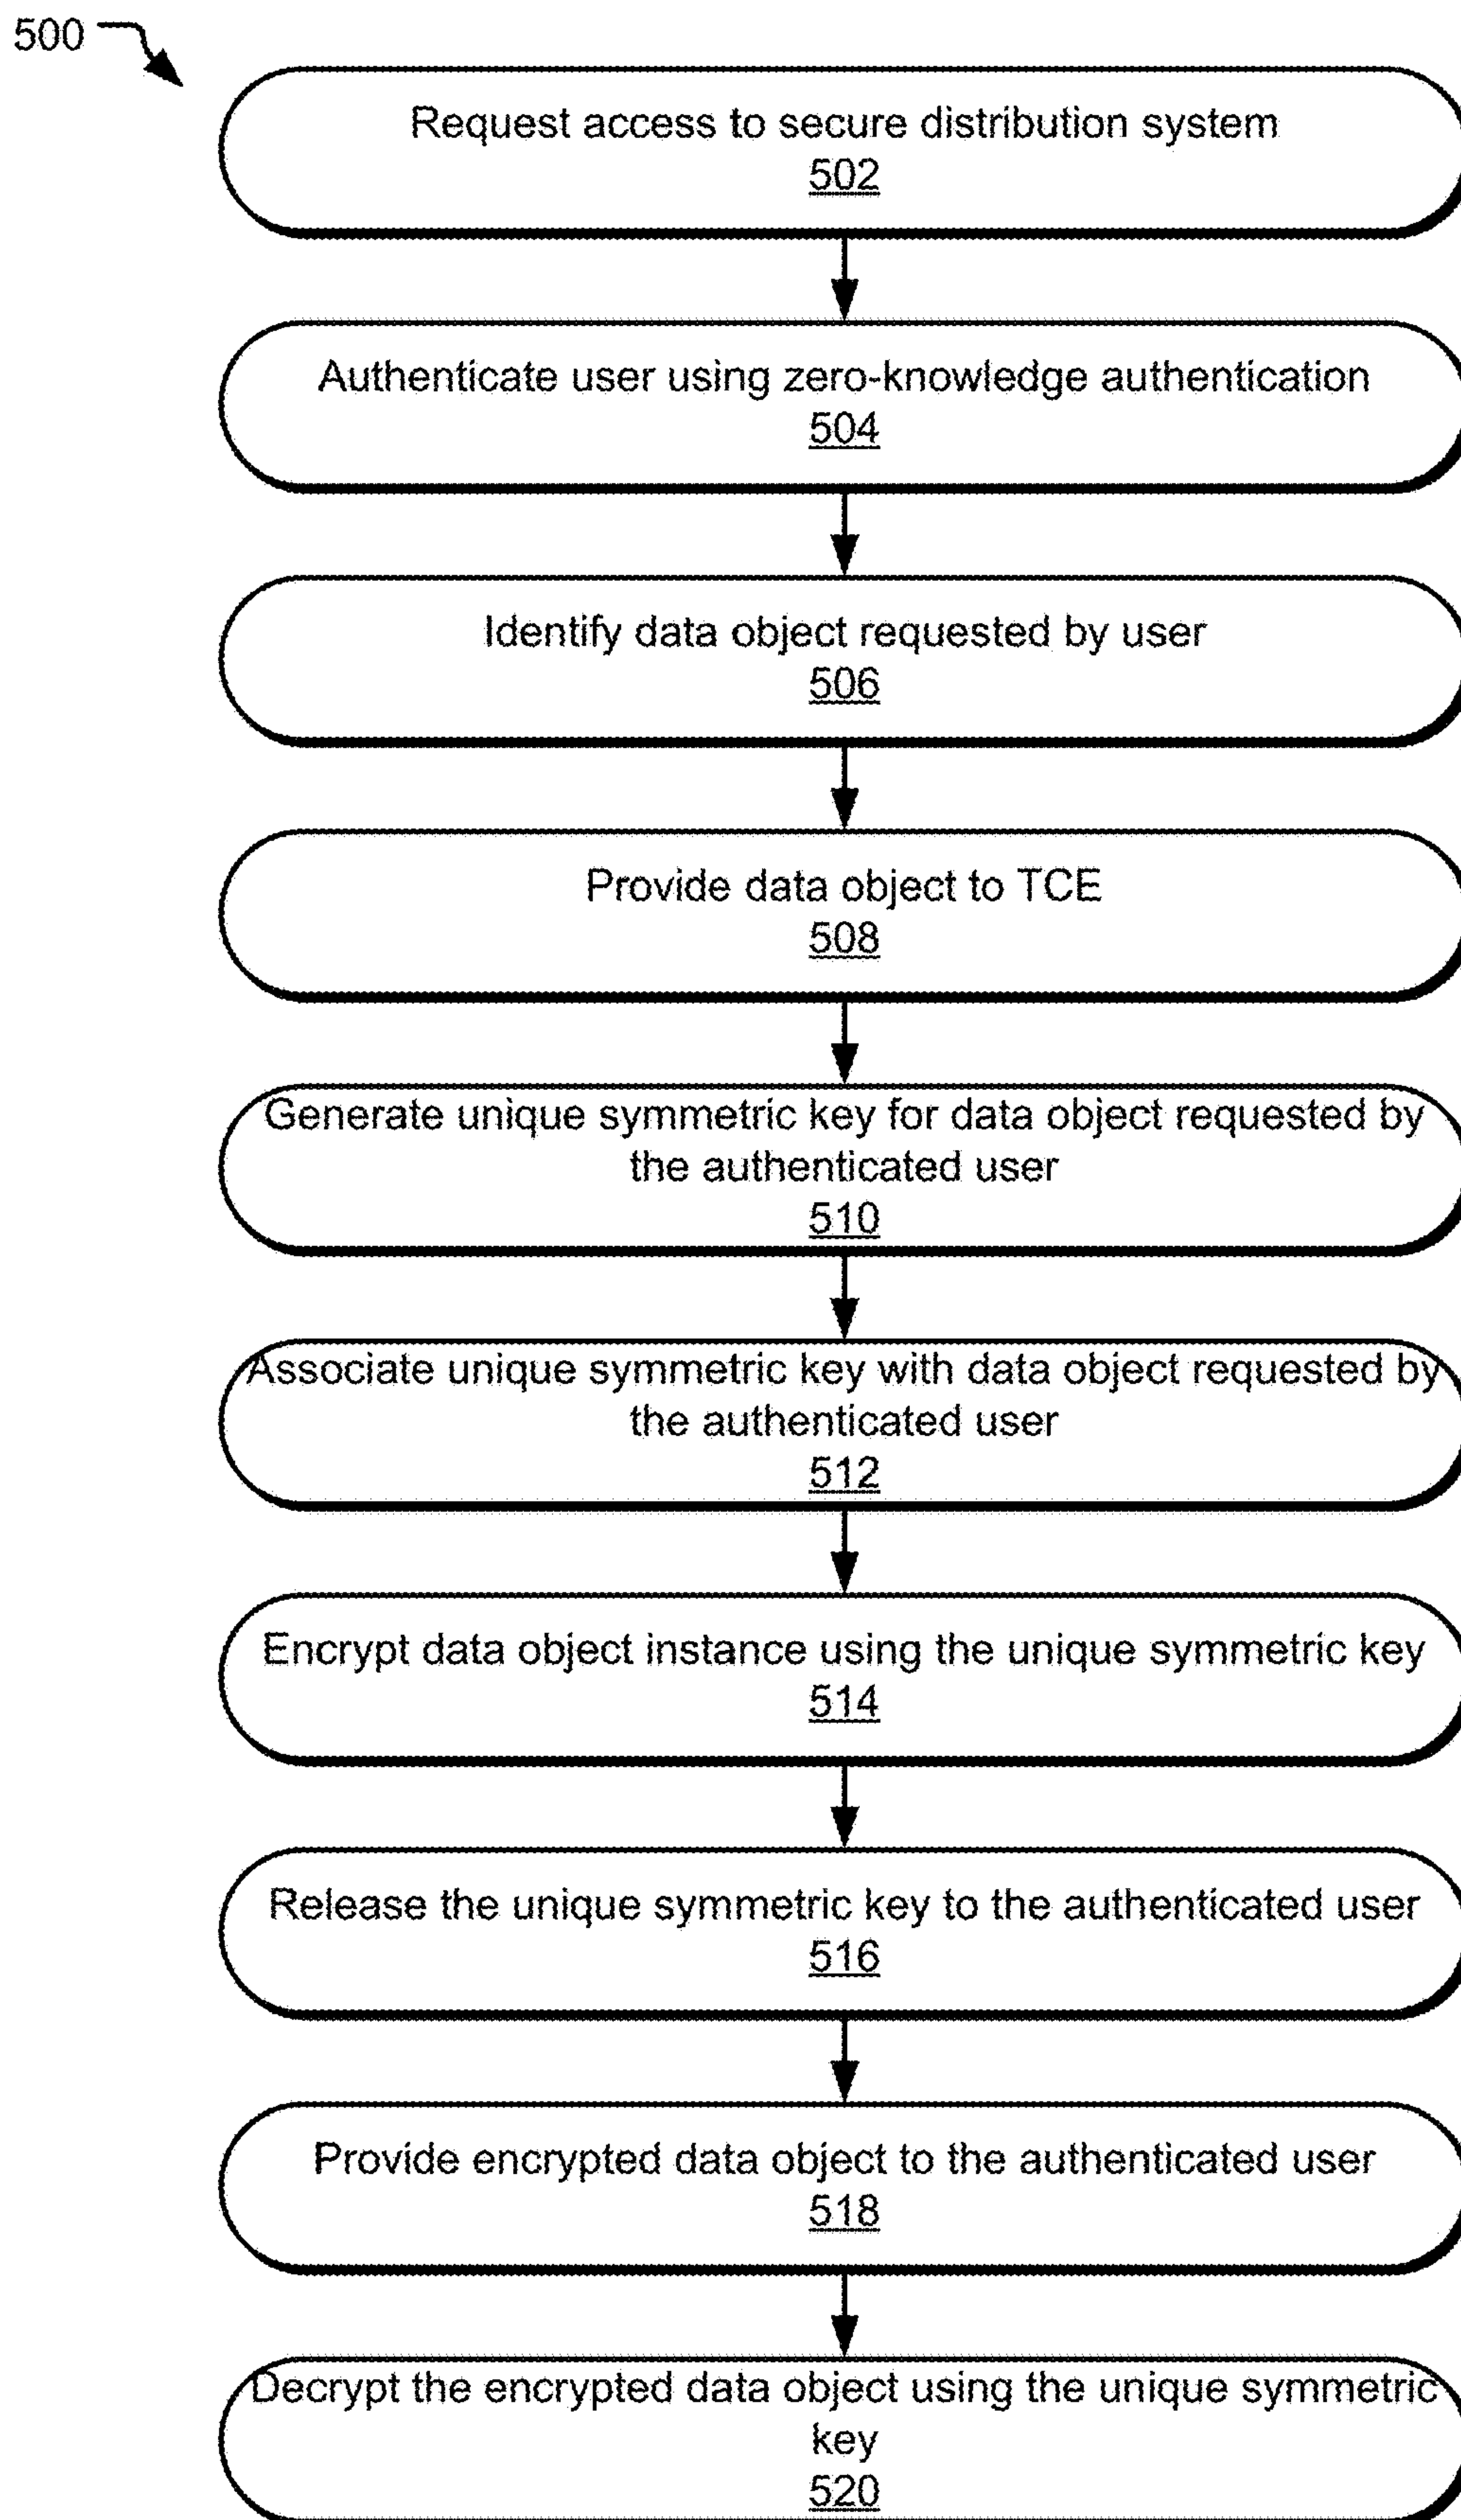 500
Request access to secure distribution system
502
Authenticate user using zero-knowledge authentication
504
Identify data object requested by user
506
Provide data object to TCE
508
Generate unique symmetric key for data object requested by
the authenticated user
510
Associate unique symmetric key with data object requested by
the authenticated user
512
Encrypt data object instance using the unique symmetric key
514
Release the unique symmetric key to the authenticated user
516
Provide encrypted data object to the authenticated user
518
Decrypt the encrypted data object using the unique symmetric
key
520